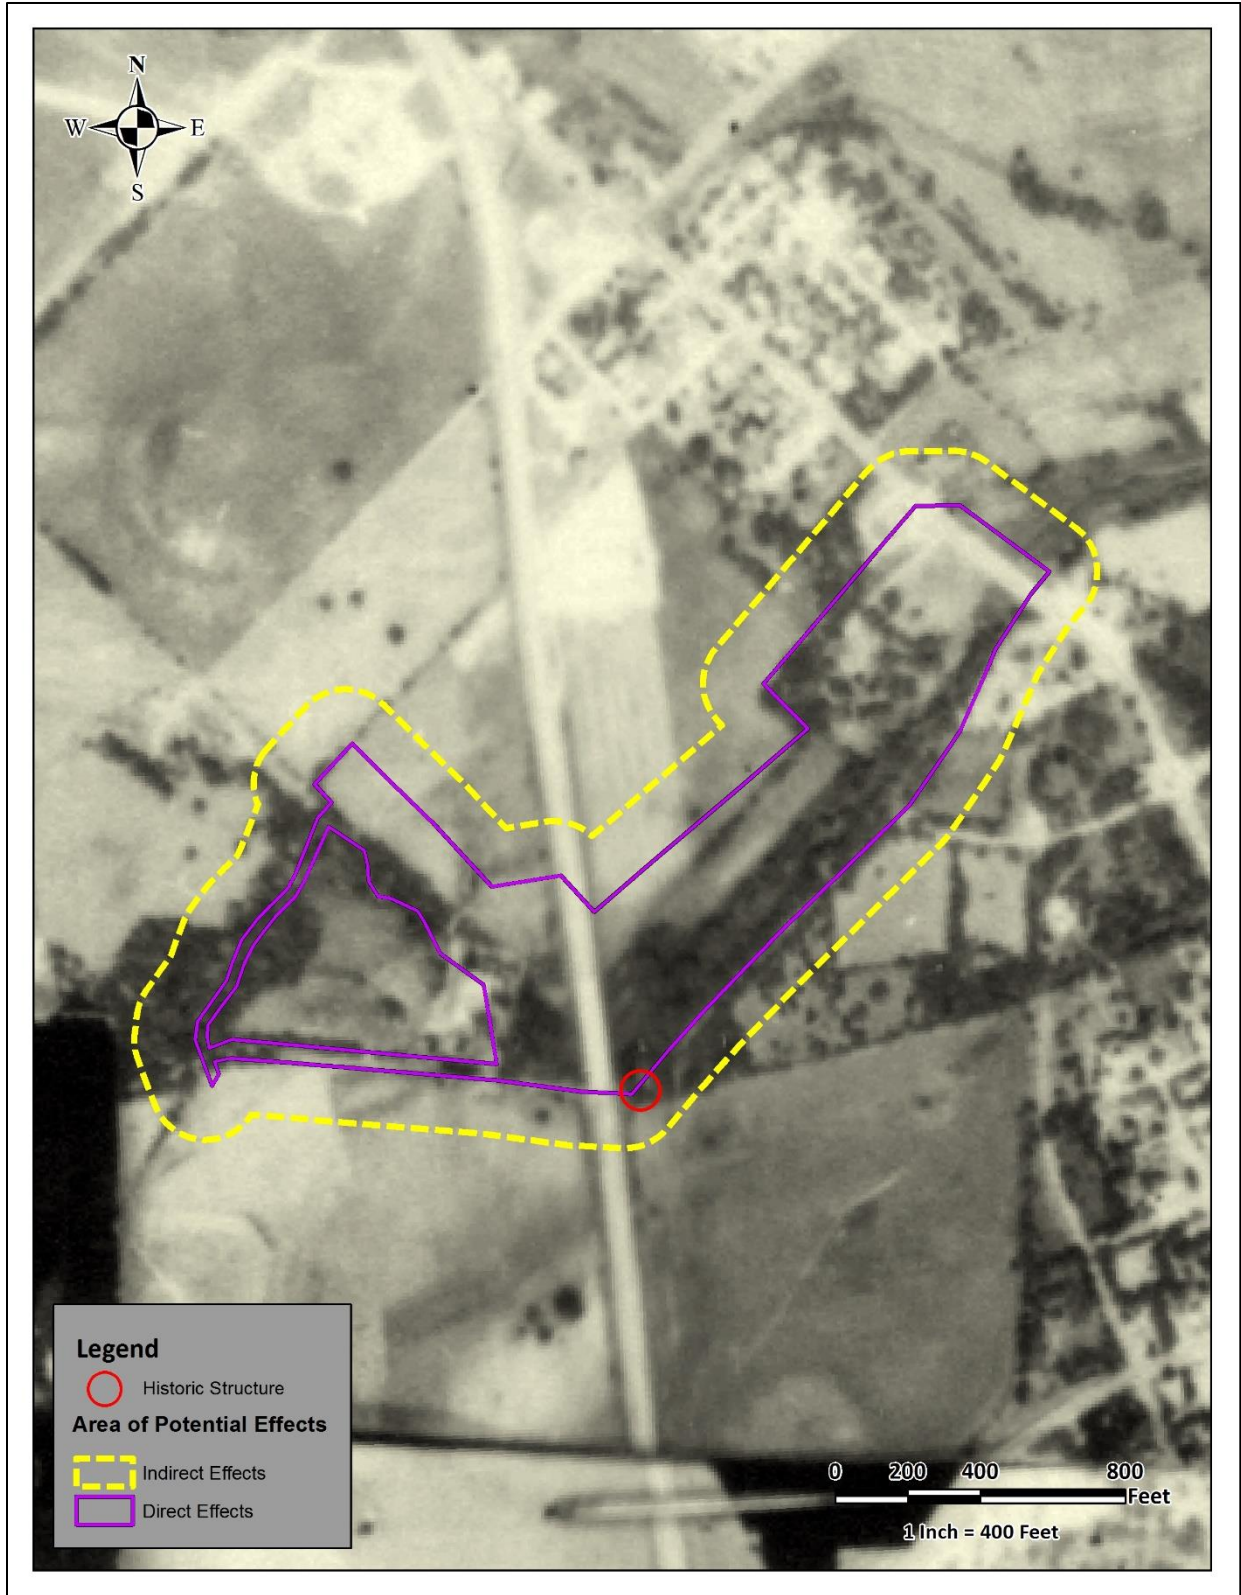 N
W E
S
Legend
Historic Structure
Area of Potential Effects
Indirect Effects
Direct Effects
0 200 400 800
Feet
1 Inch = 400 Feet